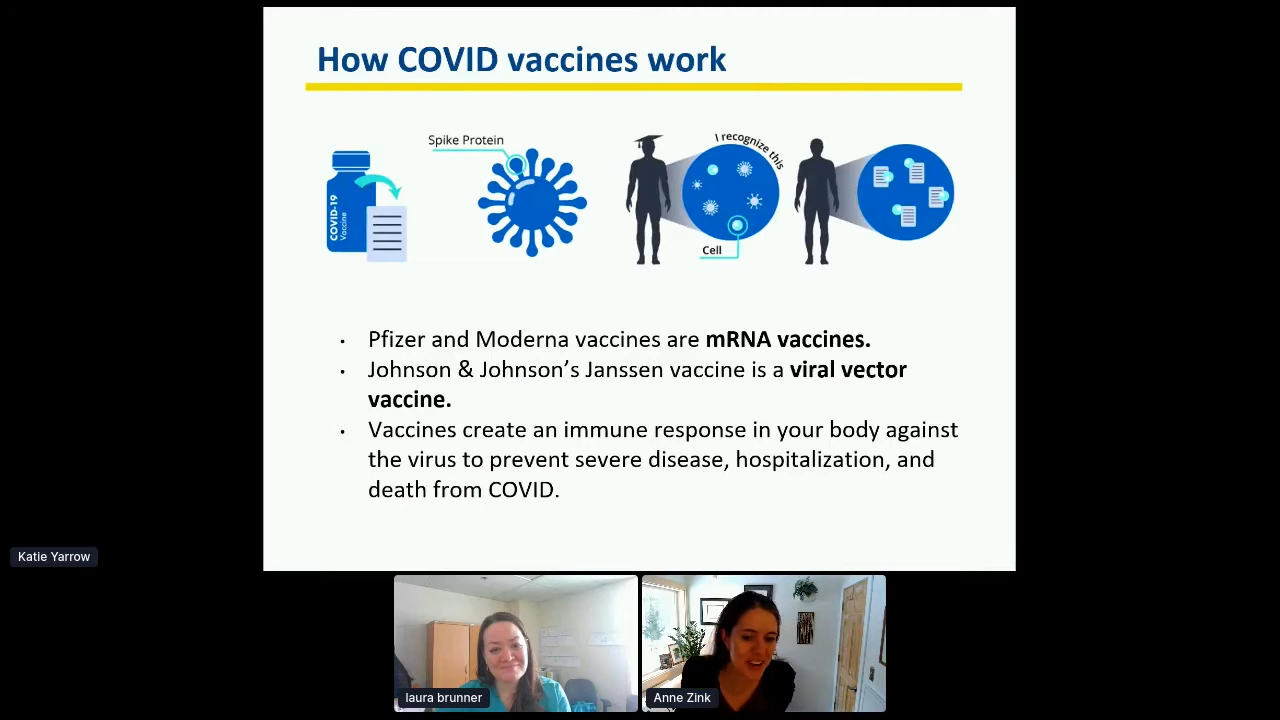 How COVID vaccines work
Spike Protein
I recognize this
COVID-19
Vaccine
Cell
• Pfizer and Moderna vaccines are mRNA vaccines.
• Johnson & Johnson’s Janssen vaccine is a viral vector
vaccine.
• Vaccines create an immune response in your body against
the virus to prevent severe disease, hospitalization, and
death from COVID.
Katie Yarrow
laura brunner
Anne Zink